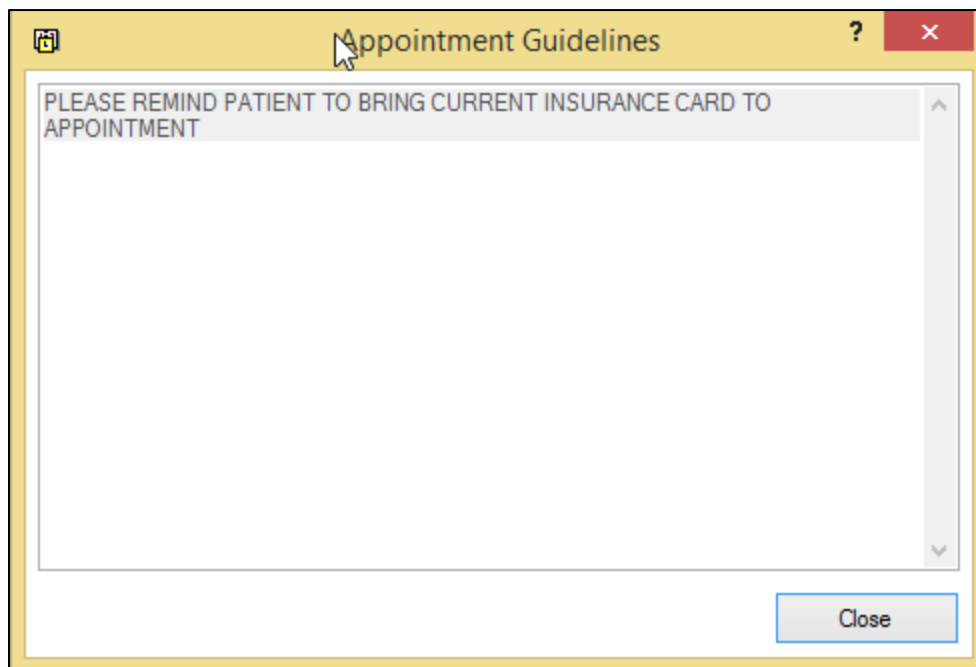 Appointment Guidelines
?
PLEASE REMIND PATIENT TO BRING CURRENT INSURANCE CARD TO
APPOINTMENT
Close